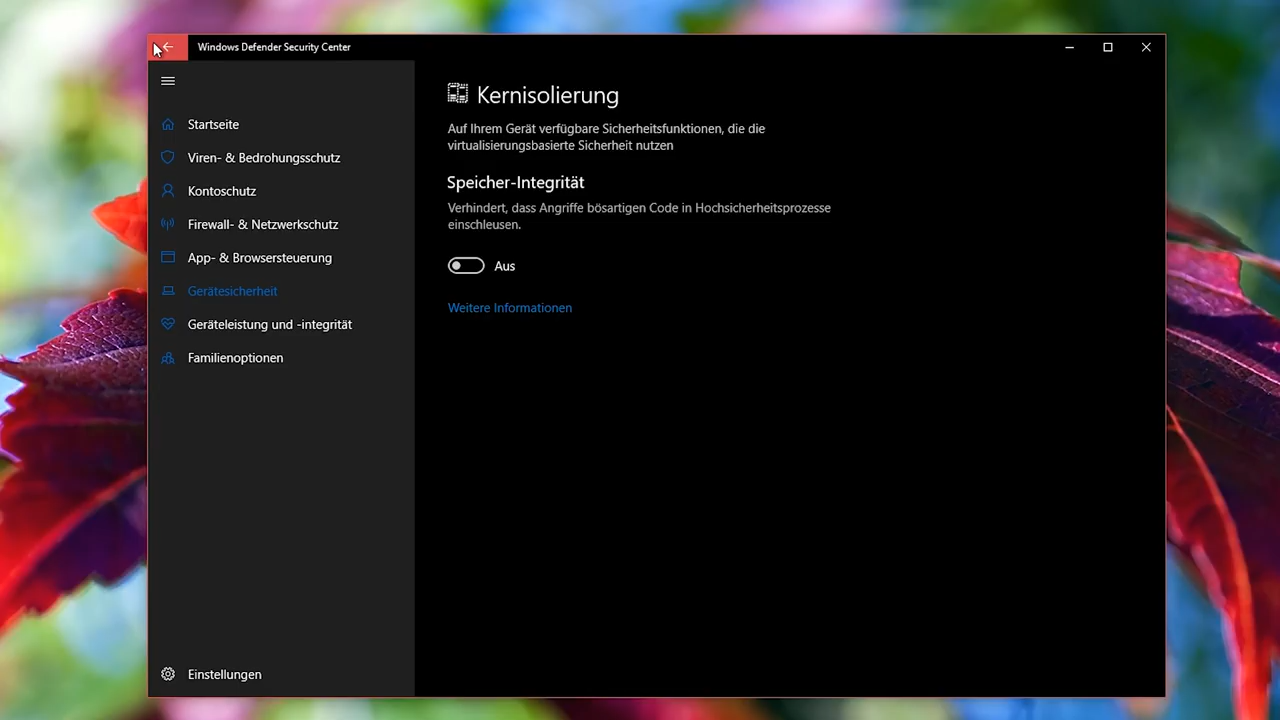 Windows Defender Security Center
Startseite
Viren- & Bedrohungsschutz
Kontoschutz
Firewall- & Netzwerkschutz
App- & Browsersteuerung
Gerätesicherheit
Geräteleistung und -integrität
Familienoptionen
Einstellungen
Kernisolierung
Auf Ihrem Gerät verfügbare Sicherheitsfunktionen, die die
virtualisierungsbasierte Sicherheit nutzen
Speicher-Integrität
Verhindert, dass Angriffe bösartigen Code in Hochsicherheitsprozesse
einschleusen.
Aus
Weitere Informationen